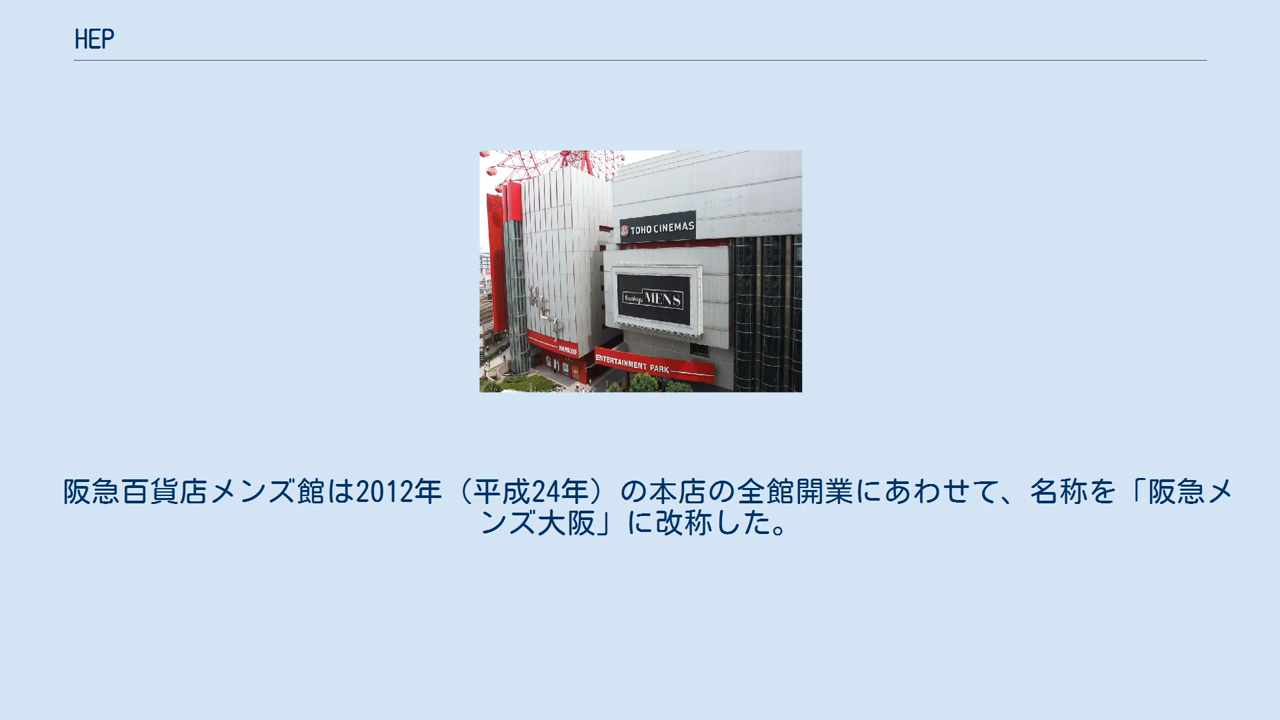 HEP
TOHO CINEMAS
MENS
HANKYU
ENTERTAINMENT PARK
阪急百貨店メンズ館は2012年（平成24年）の本店の全館開業にあわせて、名称を「阪急メ
ンズ大阪」に改称した。